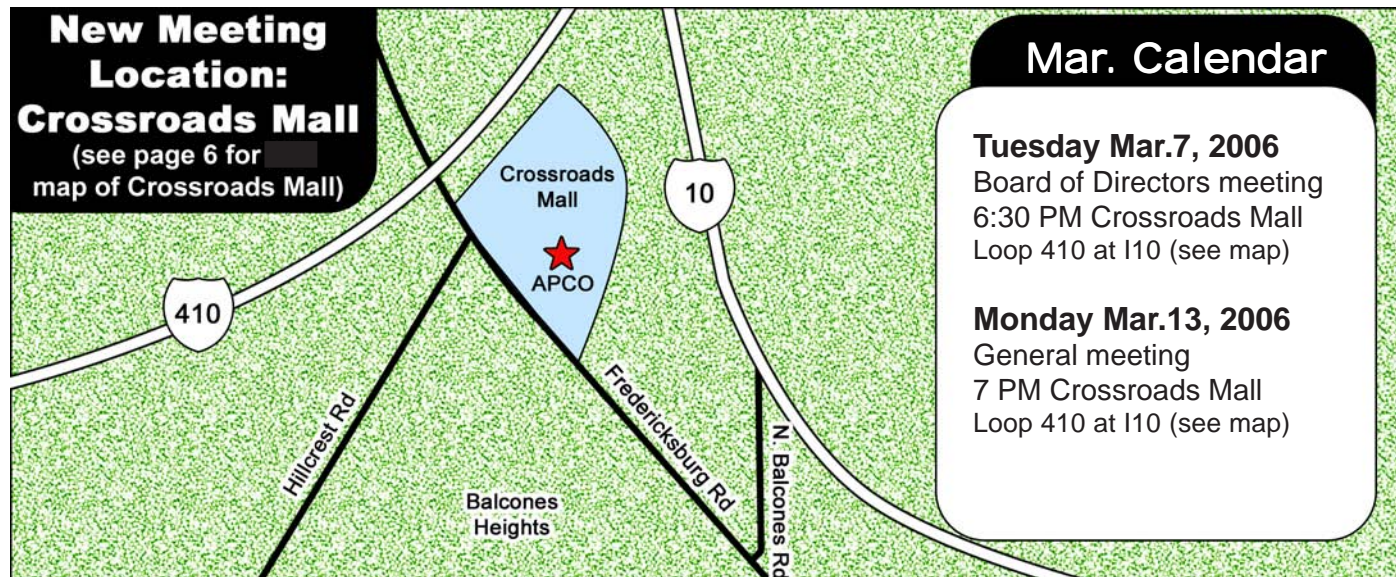 New Meeting
Location:
Crossroads Mall
(see page 6 for
map of Crossroads Mall)
Crossroads
Mall
APCO
10
410
Hillcrest Rd
Fredericksburg Rd
N. Balcones Rd
Balcones
Heights
Mar. Calendar
Tuesday Mar.7, 2006
Board of Directors meeting
6:30 PM Crossroads Mall
Loop 410 at I10 (see map)
Monday Mar.13, 2006
General meeting
7 PM Crossroads Mall
Loop 410 at I10 (see map)